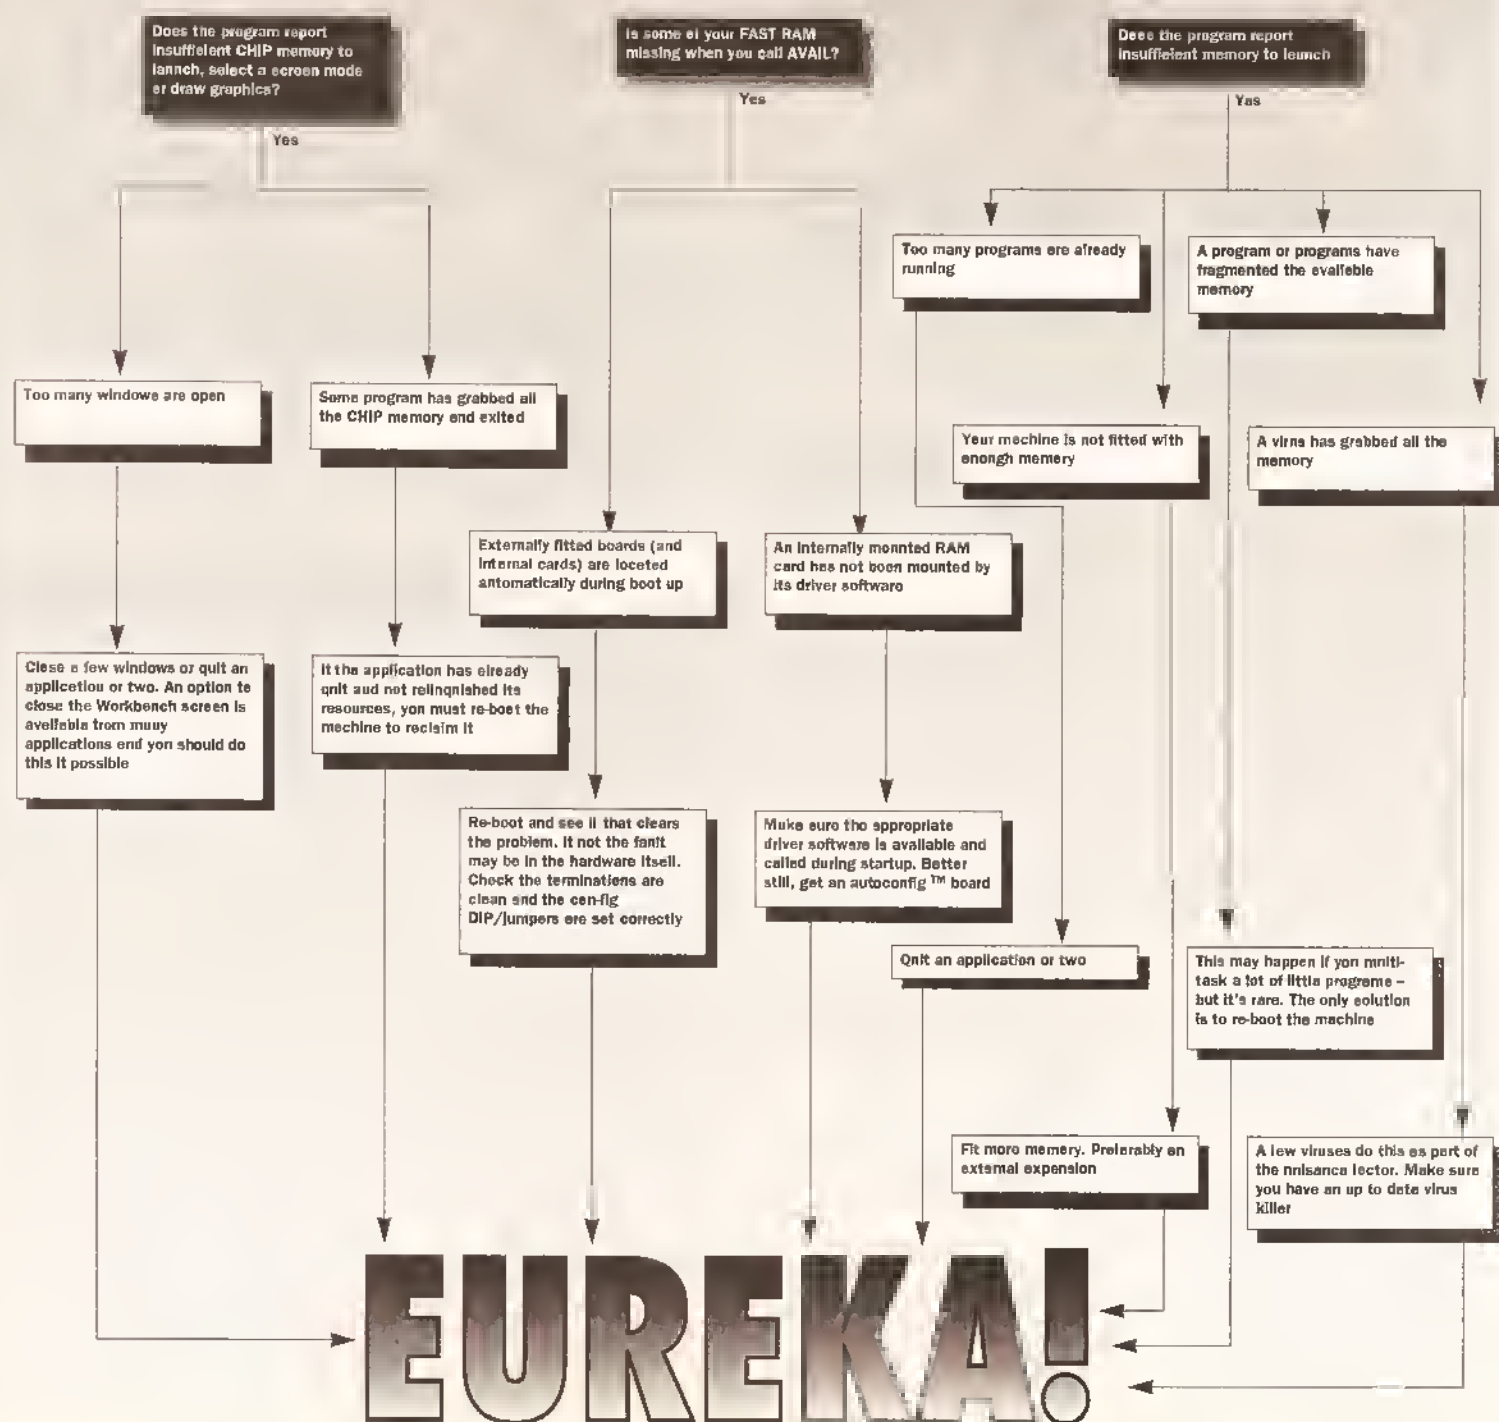 Does the program report
insufficient CHIP memory to
launch, select a screen mode
or draw graphics?
Yes
Is some of your FAST RAM
missing when you call AVAIL?
Yes
Does the program report
insufficient memory to launch
Yes
Too many programs are already
running
A program or programs have
fragmented the available
memory
Too many windows are open
Some program has grabbed all
the CHIP memory and exited
Your machine is not fitted with
enough memory
A virus has grabbed all the
memory
Externally fitted boards (and
internal cards) are located
automatically during boot up
An internally mounted RAM
card has not been mounted by
its driver software
Close a few windows or quit an
application or two. An option to
close the Workbench screen is
available from many
applications and you should do
this if possible
If the application has already
quit and not relinquished its
resources, you must re-boot the
machine to reclaim it
Re-boot and see if that clears
the problem. If not the fault
may be in the hardware itself.
Check the terminations are
clean and the con-fig
DIP/jumpers are set correctly
Make sure the appropriate
driver software is available and
called during startup. Better
still, get an autoconfig ™ board
Quit an application or two
This may happen if you multi-
task a lot of little programs –
but it's rare. The only solution
is to re-boot the machine
Fit more memory. Preferably an
external expansion
A few viruses do this as part of
the nuisance factor. Make sure
you have an up to date virus
killer
EUREKA!